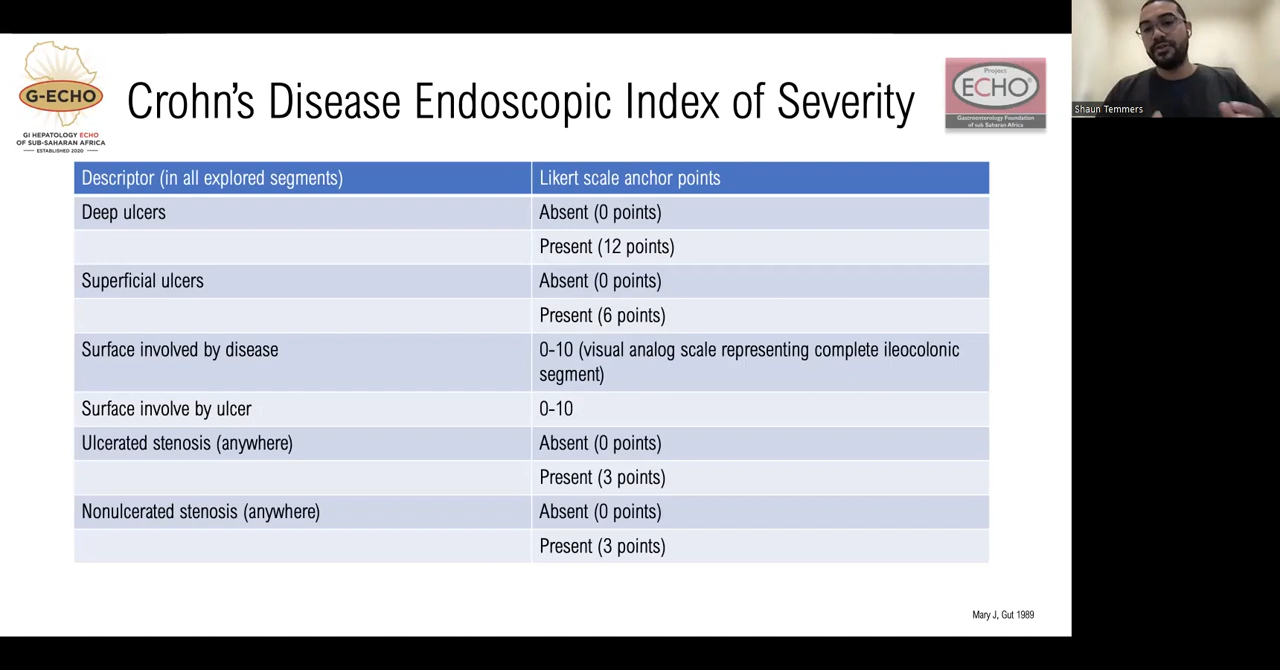 G-ECHO
GI HEPATOLOGY ECHO
OF SUB-SAHARAN AFRICA
ESTABLISHED 2020
Crohn's Disease Endoscopic Index of Severity
Project
ECHO®
Gastroenterology Foundation
of sub Saharan Africa
Shaun Temmers
Descriptor (in all explored segments) Likert scale anchor points
Deep ulcers Absent (0 points)
Present (12 points)
Superficial ulcers Absent (0 points)
Present (6 points)
Surface involved by disease 0-10 (visual analog scale representing complete ileocolonic
segment)
Surface involve by ulcer 0-10
Ulcerated stenosis (anywhere) Absent (0 points)
Present (3 points)
Nonulcerated stenosis (anywhere) Absent (0 points)
Present (3 points)
Mary J, Gut 1989